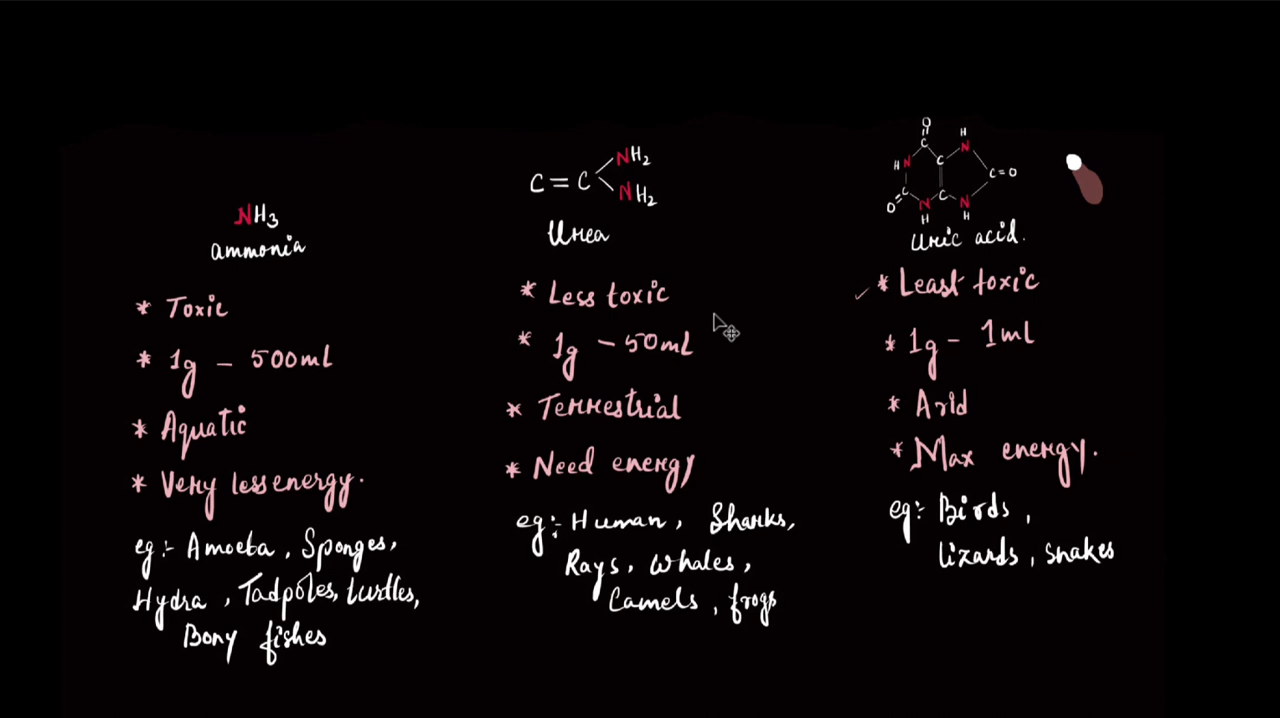 NH3
ammonia
* Toxic
* 1g - 500ml
* Aquatic
* Very less energy.
eg:- Amoeba, Sponges,
Hydra, Tadpoles, turtles,
Bony fishes
C=C NH2
NH2
Urea
* Less toxic
* 1g - 50ml
* Terrestrial
* Need energy
eg:- Human, Sharks,
Rays, Whales,
Camels, frogs
O
C
H N
C
O
N
H
C
C
H
N
C=O
N
H
Uric acid.
* Least toxic
* 1g - 1ml
* Arid
* Max energy.
eg:- Birds,
lizards, snakes